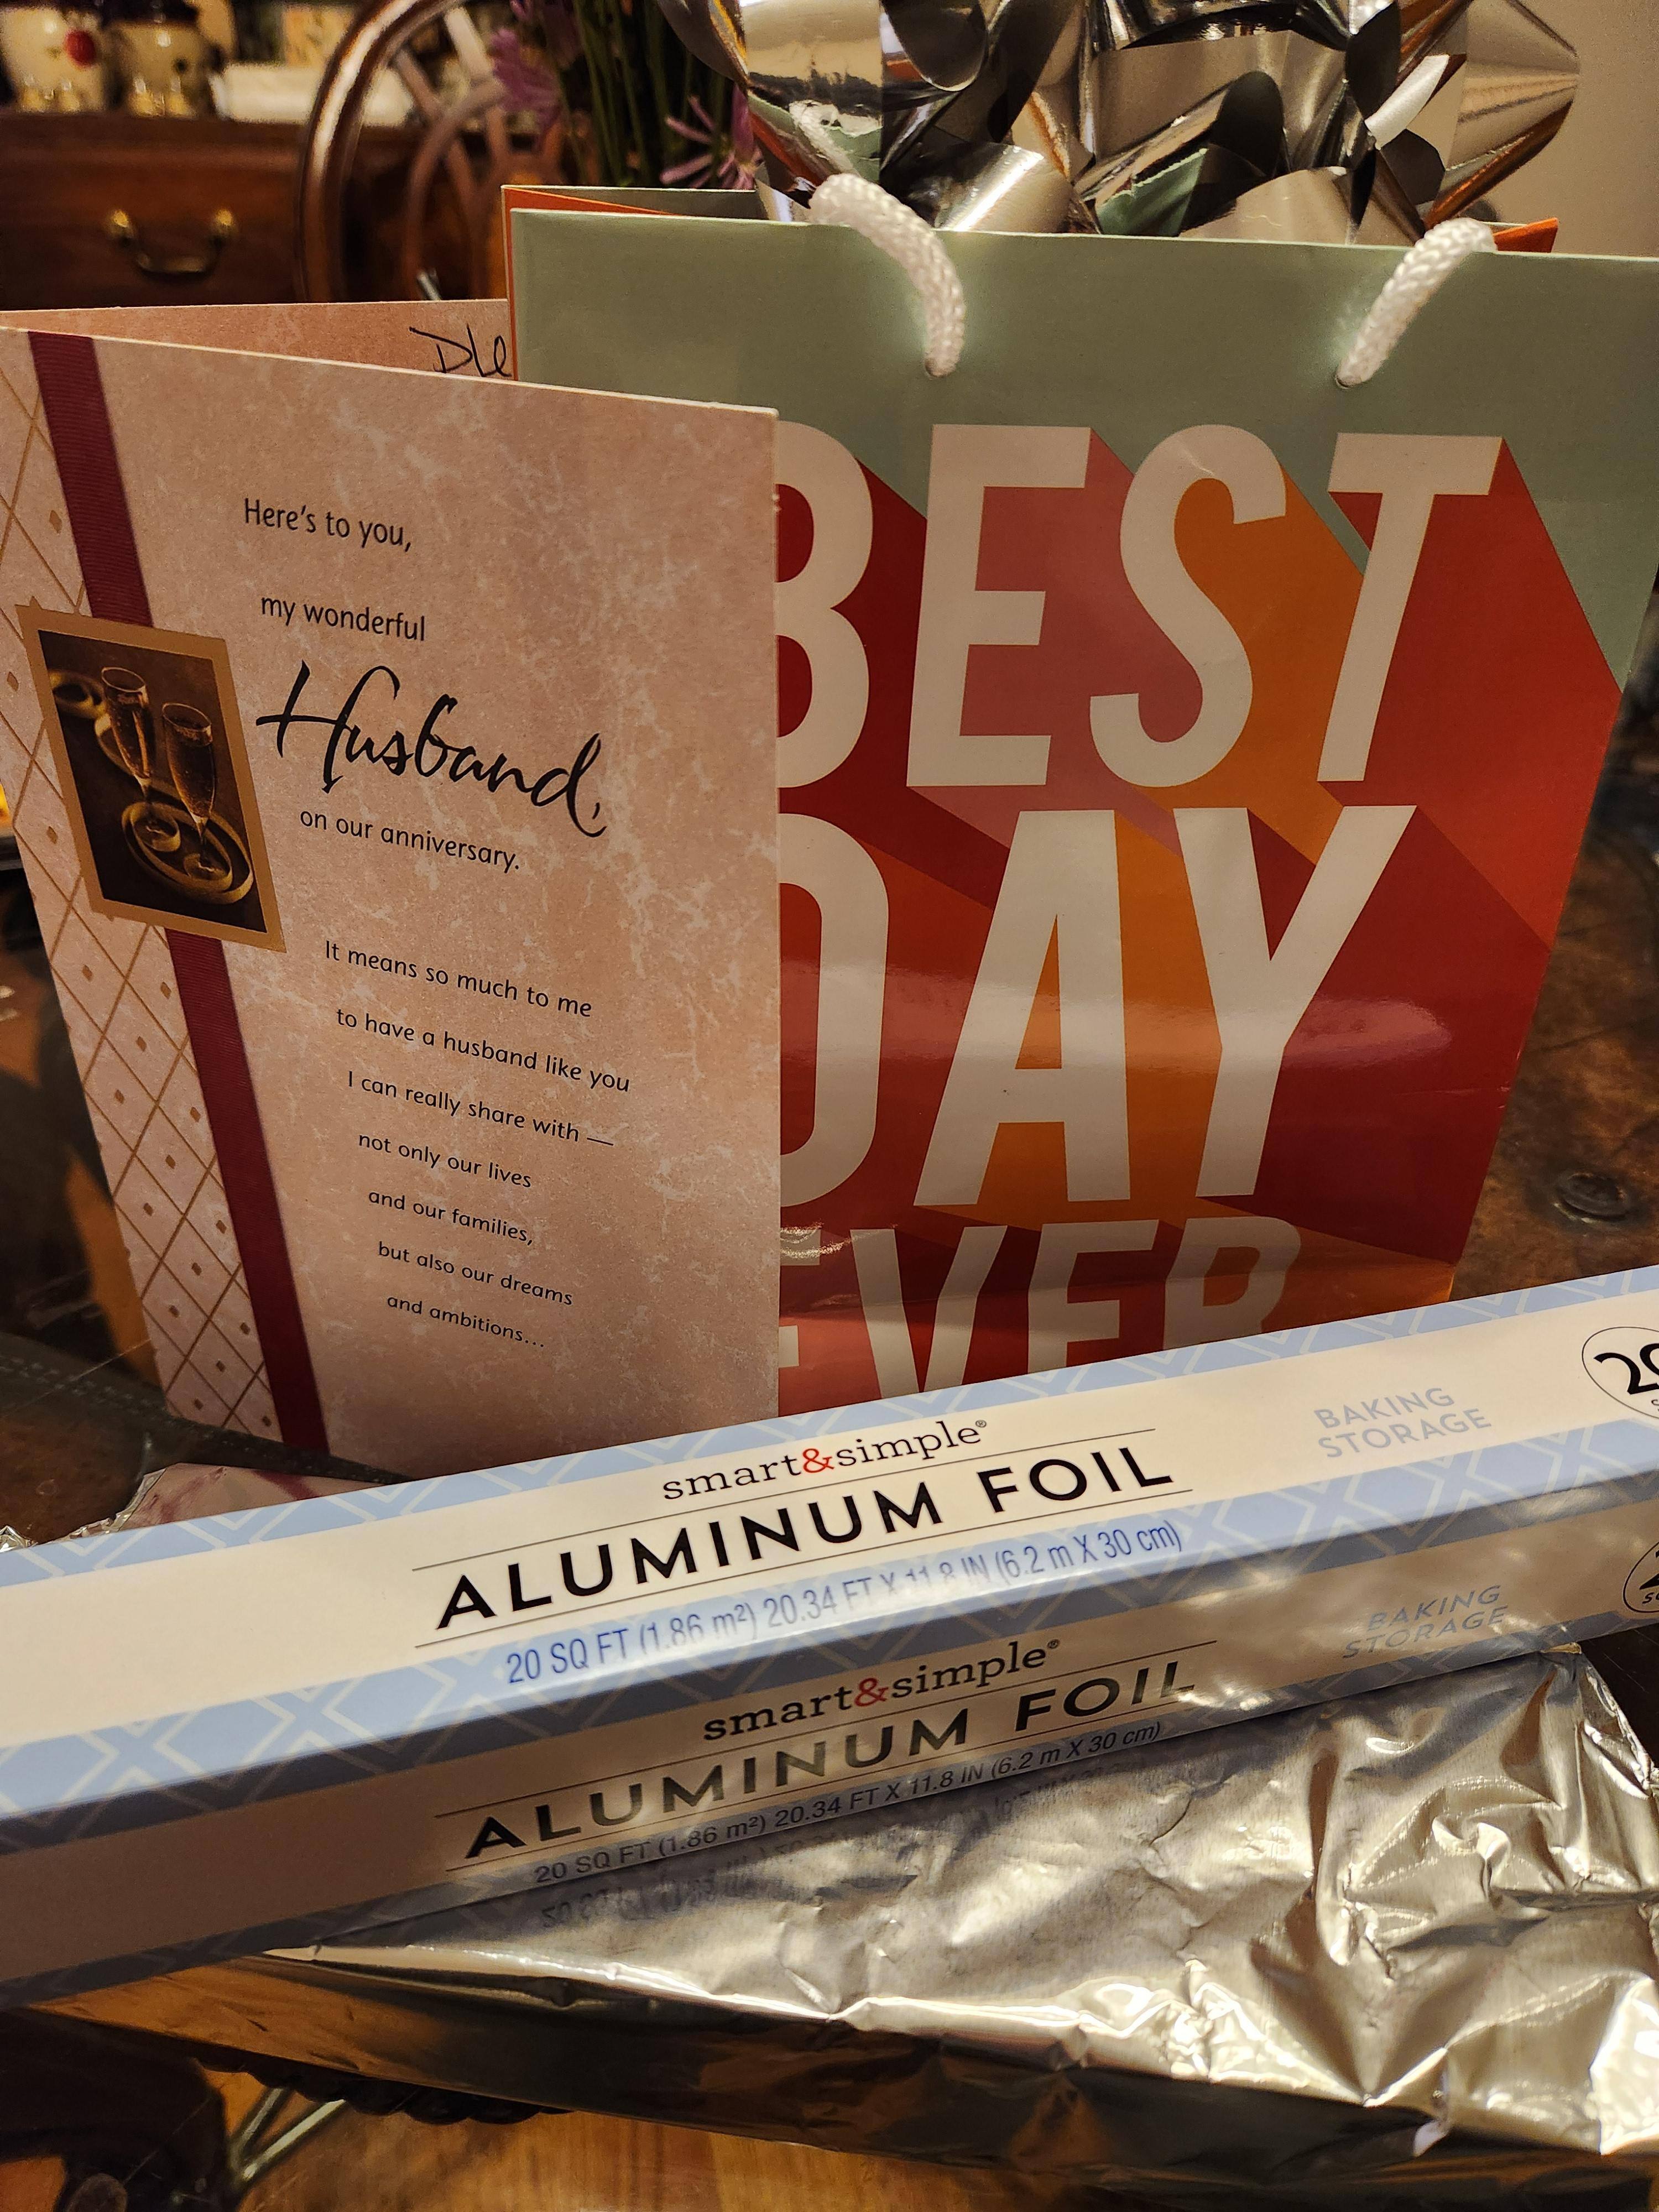 Here's to you,
my wonderful
Husband,
on our anniversary.
It means so much to me
to have a husband like you
I can really share with —
not only our lives
and our families,
but also our dreams
and ambitions...
BEST
DAY
EVER
smart&simple®
ALUMINUM FOIL
20 SQ FT (1.86 m²) 20.34 FT X 11.8 IN (6.2 m X 30 cm)
BAKING
STORAGE
20
smart&simple®
ALUMINUM FOIL
20 SQ FT (1.86 m²) 20.34 FT X 11.8 IN (6.2 m X 30 cm)
BAKING
STORAGE